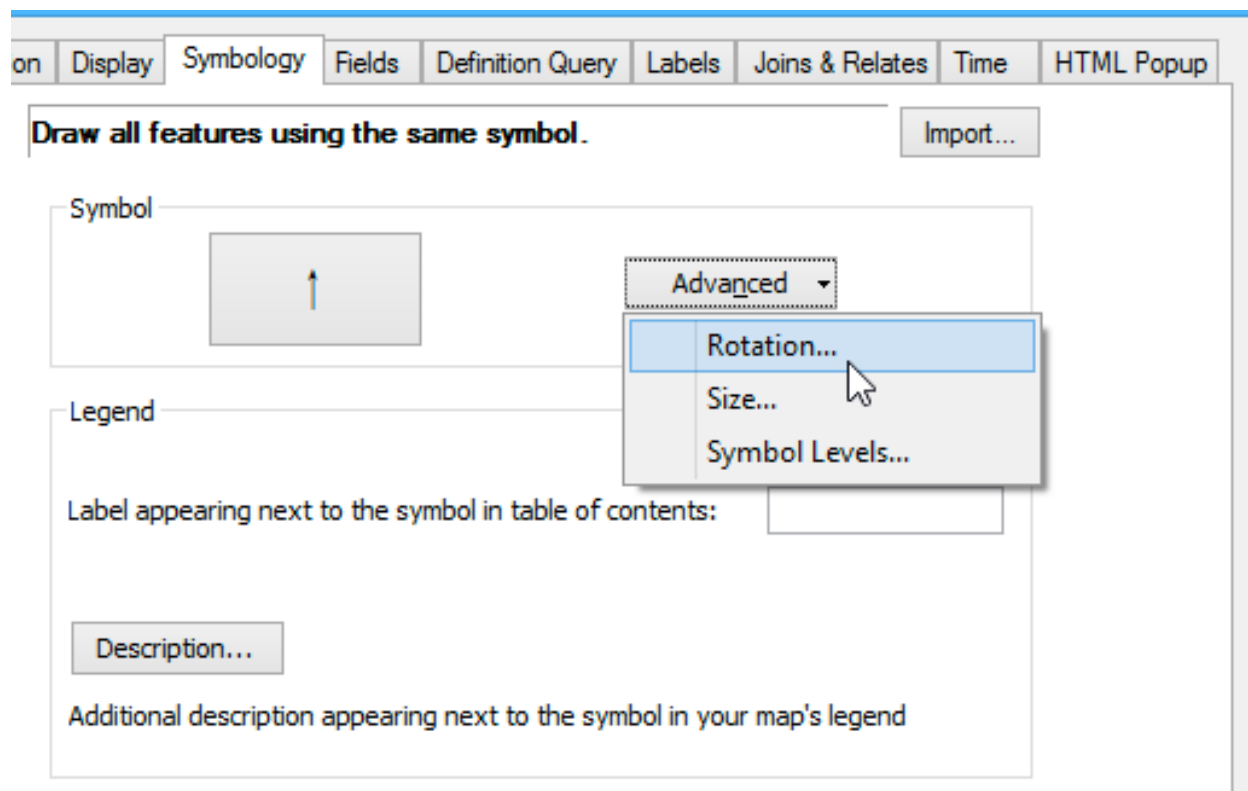 on Display Symbology Fields Definition Query Labels Joins & Relates Time HTML Popup
Draw all features using the same symbol. Import...
Symbol
Advanced
Rotation...
Size...
Symbol Levels...
Legend
Label appearing next to the symbol in table of contents:
Description...
Additional description appearing next to the symbol in your map's legend